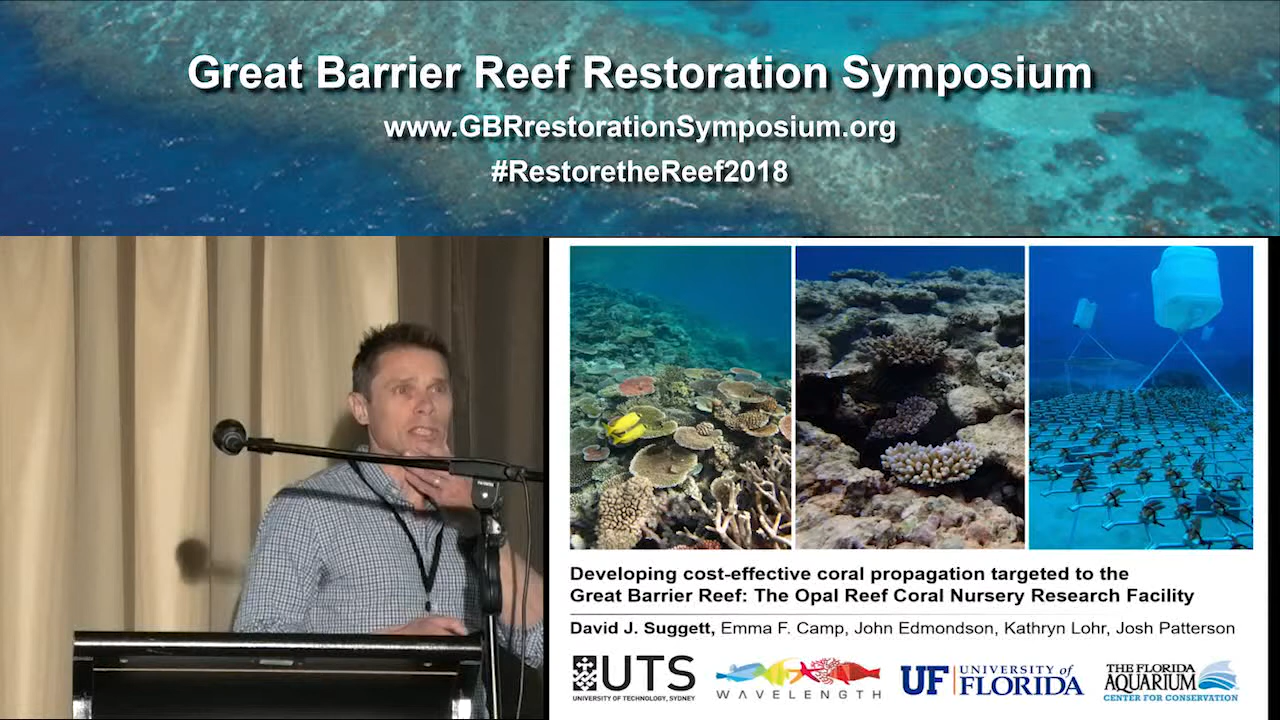 Great Barrier Reef Restoration Symposium
www.GBRrestorationSymposium.org
#RestoretheReef2018
Developing cost-effective coral propagation targeted to the
Great Barrier Reef: The Opal Reef Coral Nursery Research Facility
David J. Suggett, Emma F. Camp, John Edmondson, Kathryn Lohr, Josh Patterson
UTS
UNIVERSITY OF TECHNOLOGY, SYDNEY
WAVELENGTH
UF UNIVERSITY of
FLORIDA
THE FLORIDA
AQUARIUM
CENTER FOR CONSERVATION